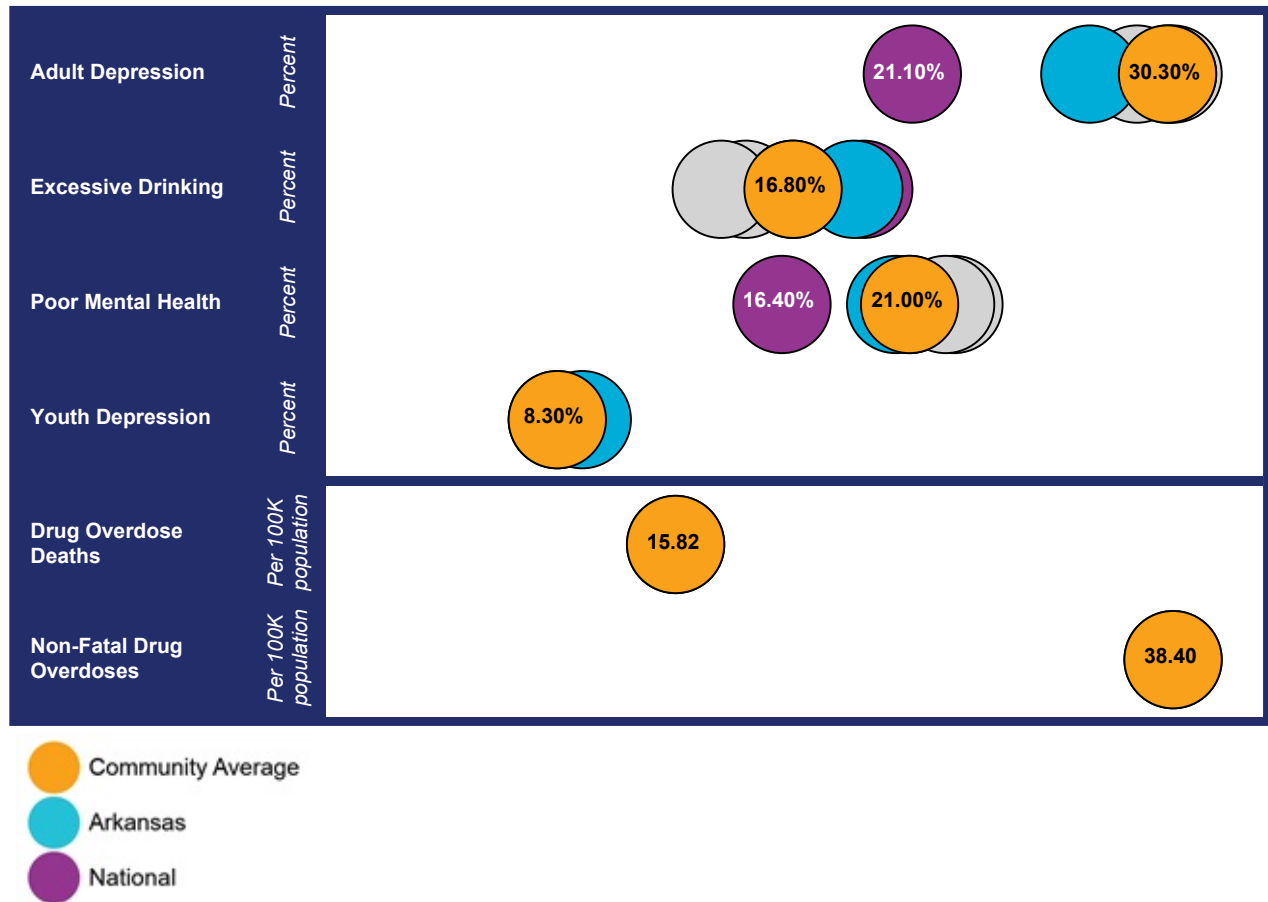 Adult Depression
Percent
21.10%
30.30%
Excessive Drinking
Percent
16.80%
Poor Mental Health
Percent
16.40%
21.00%
Youth Depression
Percent
8.30%
Drug Overdose
Deaths
Per 100K
population
15.82
Non-Fatal Drug
Overdoses
Per 100K
population
38.40
Community Average
Arkansas
National